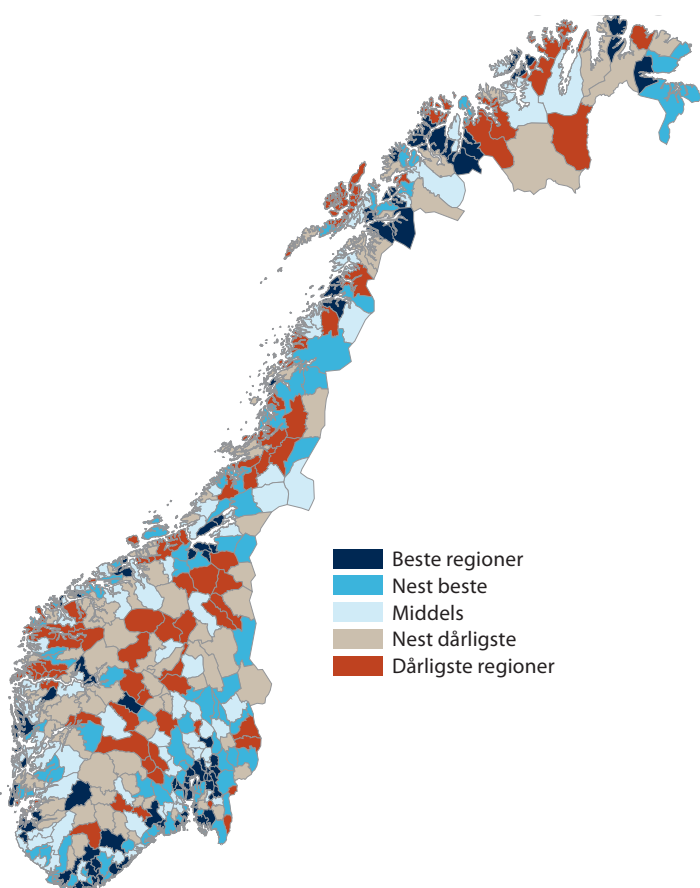 Beste regioner
Nest beste
Middels
Nest dårligste
Dårligste regioner